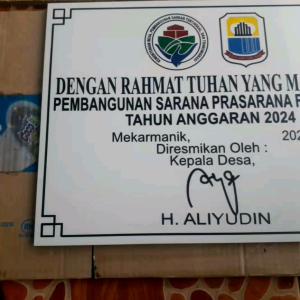 DENGAN RAHMAT TUHAN YANG M
PEMBANGUNAN SARANA PRASARANA
TAHUN ANGGARAN 2024
Mekarmanik, 202
Diresmikan Oleh :
Kepala Desa,
H. ALIYUDIN